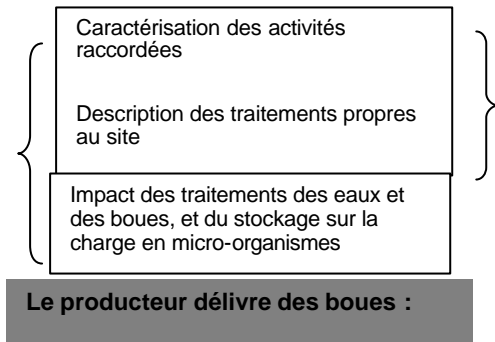 Caractérisation des activités
raccordées
Description des traitements propres
au site
Impact des traitements des eaux et
des boues, et du stockage sur la
charge en micro-organismes
Le producteur délivre des boues :